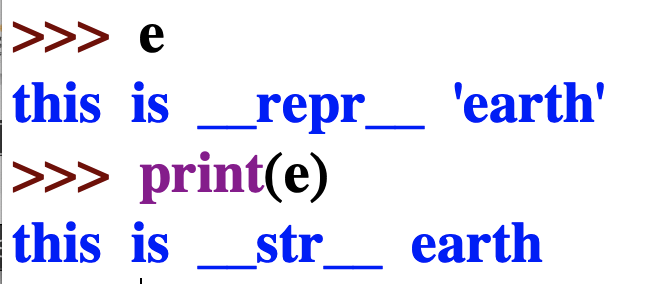 >>> e
this is __repr__ 'earth'
>>> print(e)
this is __str__ earth